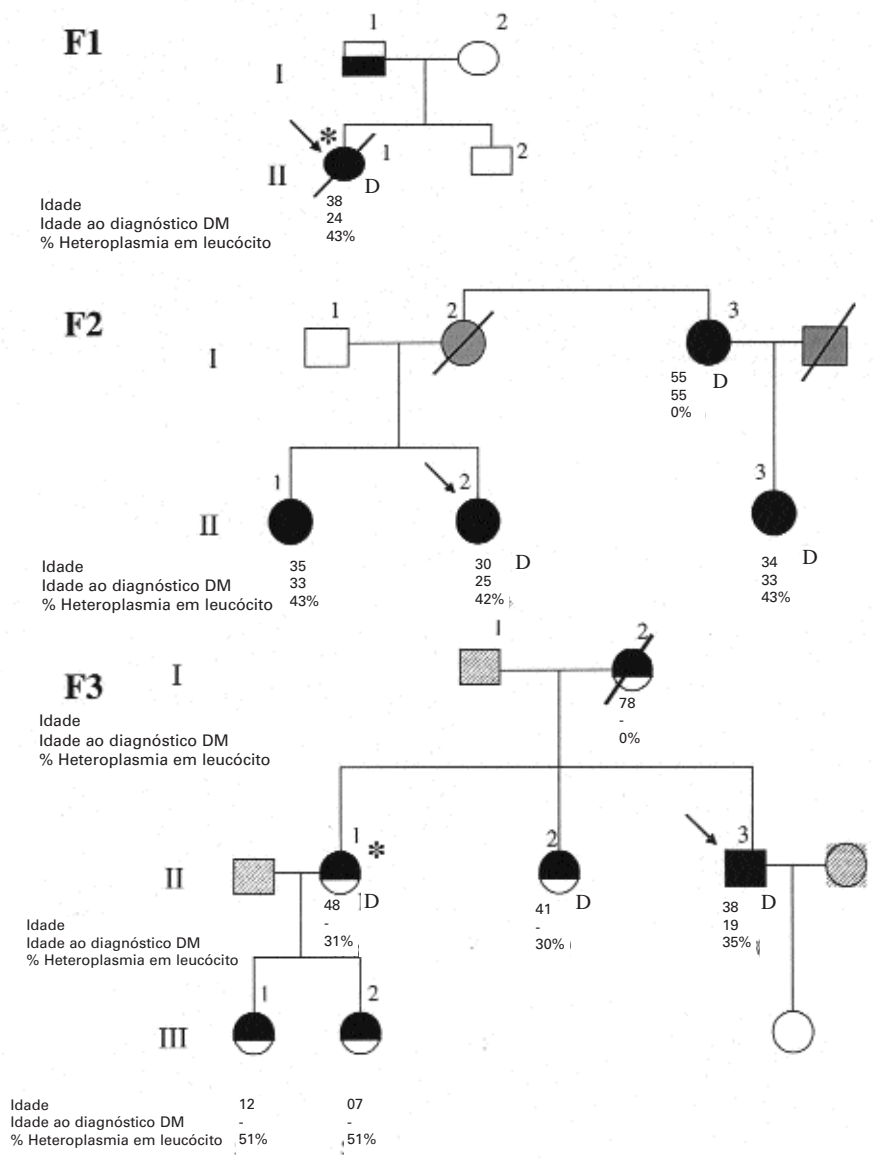 F1
1 2
I
* 1 2
II D
Idade 38
Idade ao diagnóstico DM 24
% Heteroplasmia em leucócito 43%
F2
1 2 3
I
55 D
55
0%
1 2 3
II
Idade 35 30 D 34 D
Idade ao diagnóstico DM 33 25 33
% Heteroplasmia em leucócito 43% 42% 43%
1 2
F3 I
Idade 78
Idade ao diagnóstico DM -
% Heteroplasmia em leucócito 0%
1 * 2 3
II
Idade 48 D 41 D 38 D
Idade ao diagnóstico DM - - 19
% Heteroplasmia em leucócito 31% 30% 35%
1 2
III
Idade 12 07
Idade ao diagnóstico DM - -
% Heteroplasmia em leucócito 51% 51%